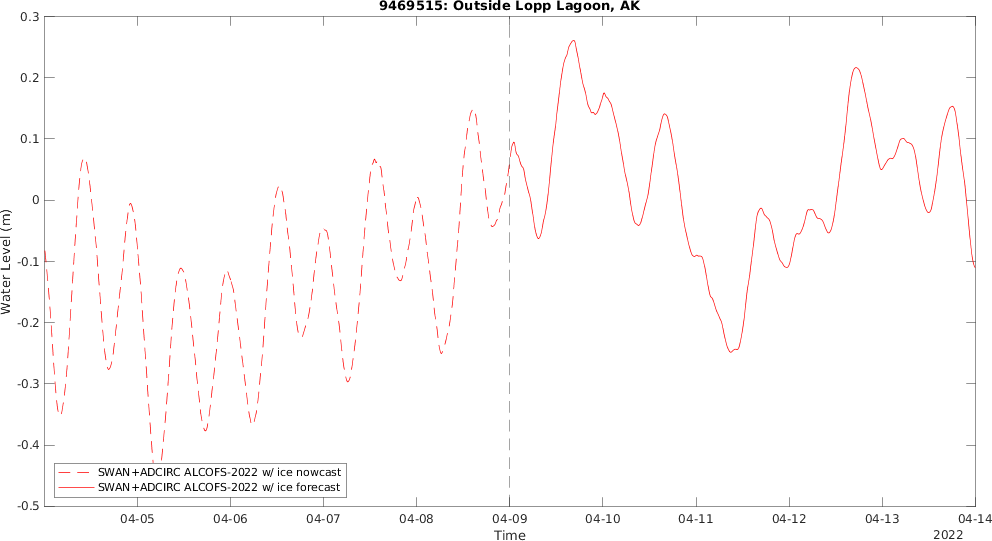 9469515: Outside Lopp Lagoon, AK
0.3
0.2
0.1
0
-0.1
-0.2
-0.3
-0.4
-0.5
Water Level (m)
SWAN+ADCIRC ALCOFS-2022 w/ ice nowcast
SWAN+ADCIRC ALCOFS-2022 w/ ice forecast
04-05 04-06 04-07 04-08 04-09 04-10 04-11 04-12 04-13 04-14
Time
2022